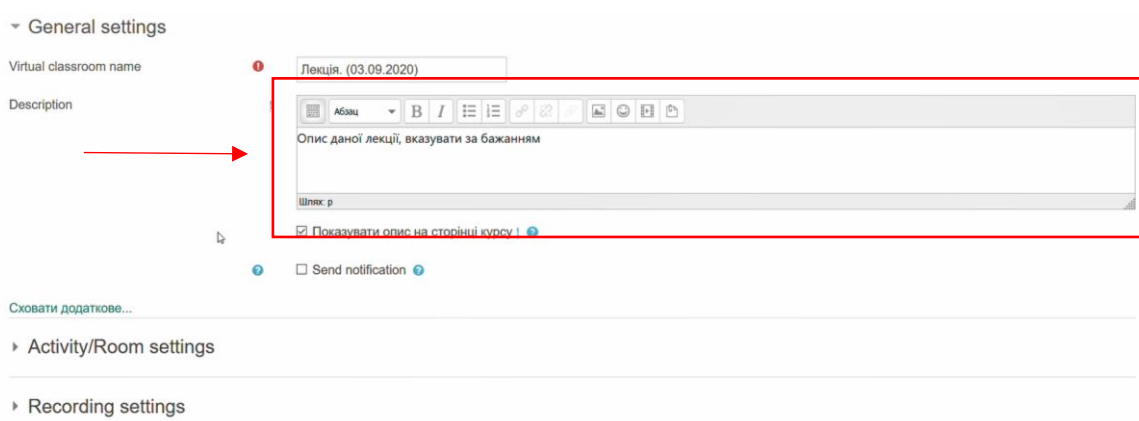 General settings
Virtual classroom name
Лекція. (03.09.2020)
Description
Абзац B I
Опис даної лекції, вказувати за бажанням
Шлях: p
Показувати опис на сторінці курсу
Send notification
Сховати додаткове...
Activity/Room settings
Recording settings